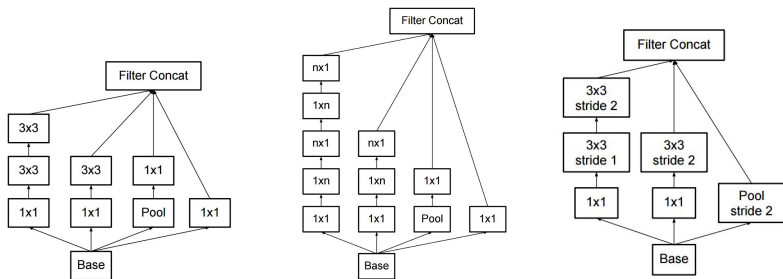 Filter Concat
3x3
3x3
3x3
1x1
1x1
1x1
Pool
1x1
Base
Filter Concat
nx1
1xn
nx1
nx1
1xn
1xn
1x1
1x1
1x1
Pool
1x1
Base
Filter Concat
3x3
stride 2
3x3
stride 1
3x3
stride 2
1x1
1x1
Pool
stride 2
Base